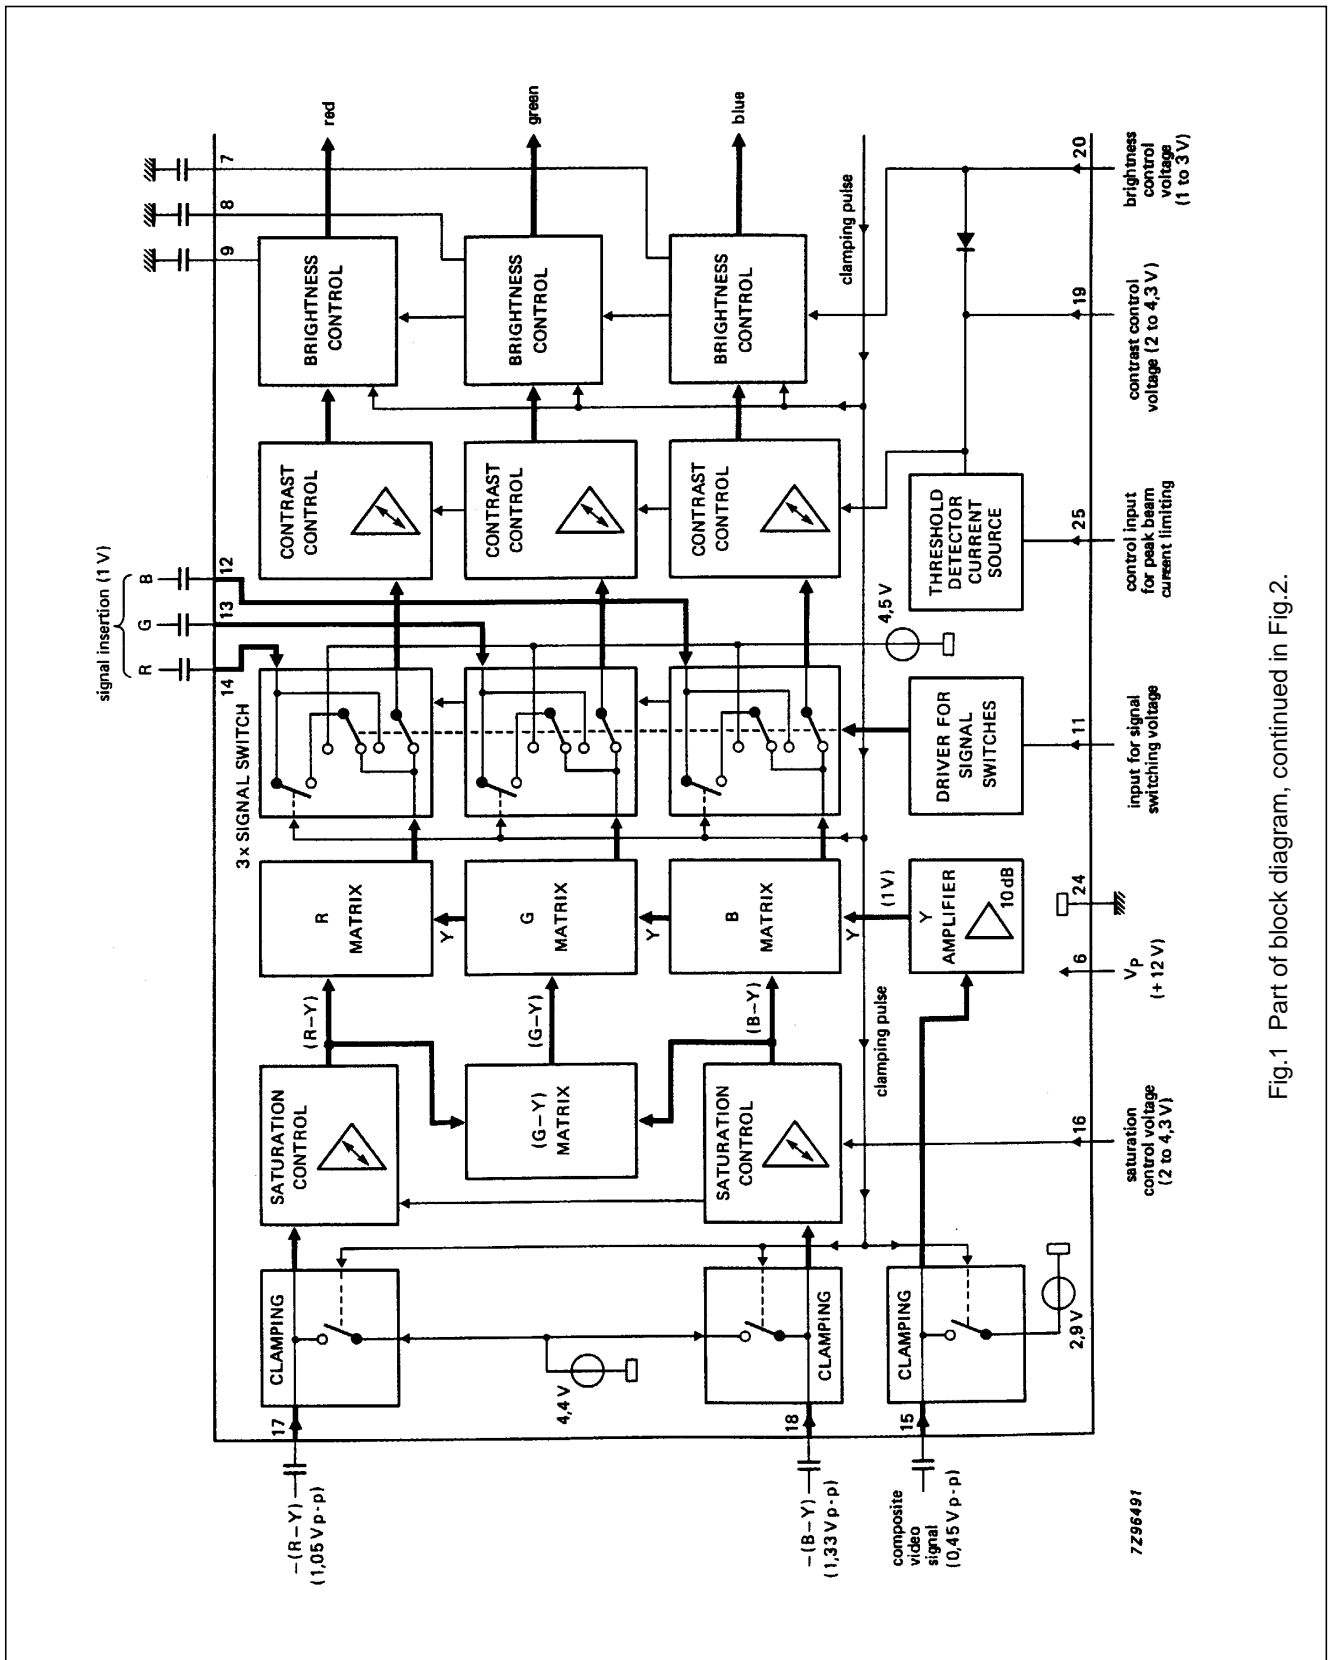 signal insertion (1 V)
R
G
B
14
13
12
9
8
7
3 x SIGNAL SWITCH
−(R−Y)
(1,05 V p-p)
17
CLAMPING
SATURATION
CONTROL
(R−Y)
R
MATRIX
CONTRAST
CONTROL
BRIGHTNESS
CONTROL
red
4,4 V
(G−Y)
MATRIX
(G−Y)
Y
G
MATRIX
CONTRAST
CONTROL
BRIGHTNESS
CONTROL
green
−(B−Y)
(1,33 V p-p)
18
CLAMPING
SATURATION
CONTROL
(B−Y)
Y
B
MATRIX
CONTRAST
CONTROL
BRIGHTNESS
CONTROL
blue
clamping pulse
Y
(1V)
4,5 V
clamping pulse
composite
video
signal
(0,45 V p-p)
15
CLAMPING
2,9 V
Y
AMPLIFIER
10 dB
DRIVER FOR
SIGNAL
SWITCHES
THRESHOLD
DETECTOR
CURRENT
SOURCE
16
6
24
11
25
19
20
saturation
control voltage
(2 to 4,3 V)
VP
(+ 12 V)
input for signal
switching voltage
control input
for peak beam
current limiting
contrast control
voltage (2 to 4,3 V)
brightness
control
voltage
(1 to 3 V)
7Z96491
Fig.1 Part of block diagram, continued in Fig.2.